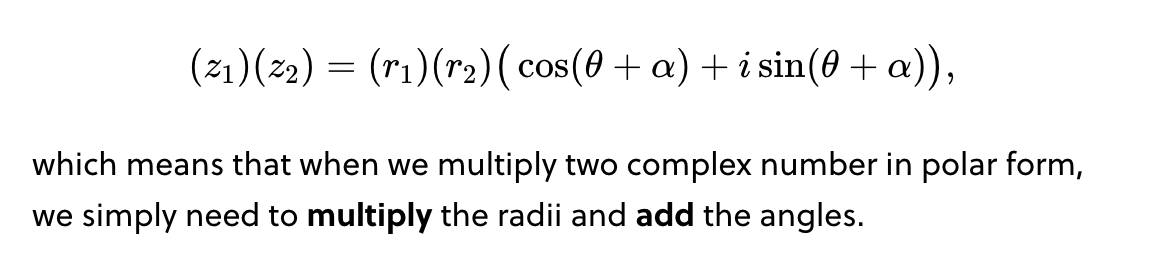 (z₁)(z₂) = (r₁)(r₂)( cos(θ + α) + i sin(θ + α)),
which means that when we multiply two complex number in polar form,
we simply need to multiply the radii and add the angles.